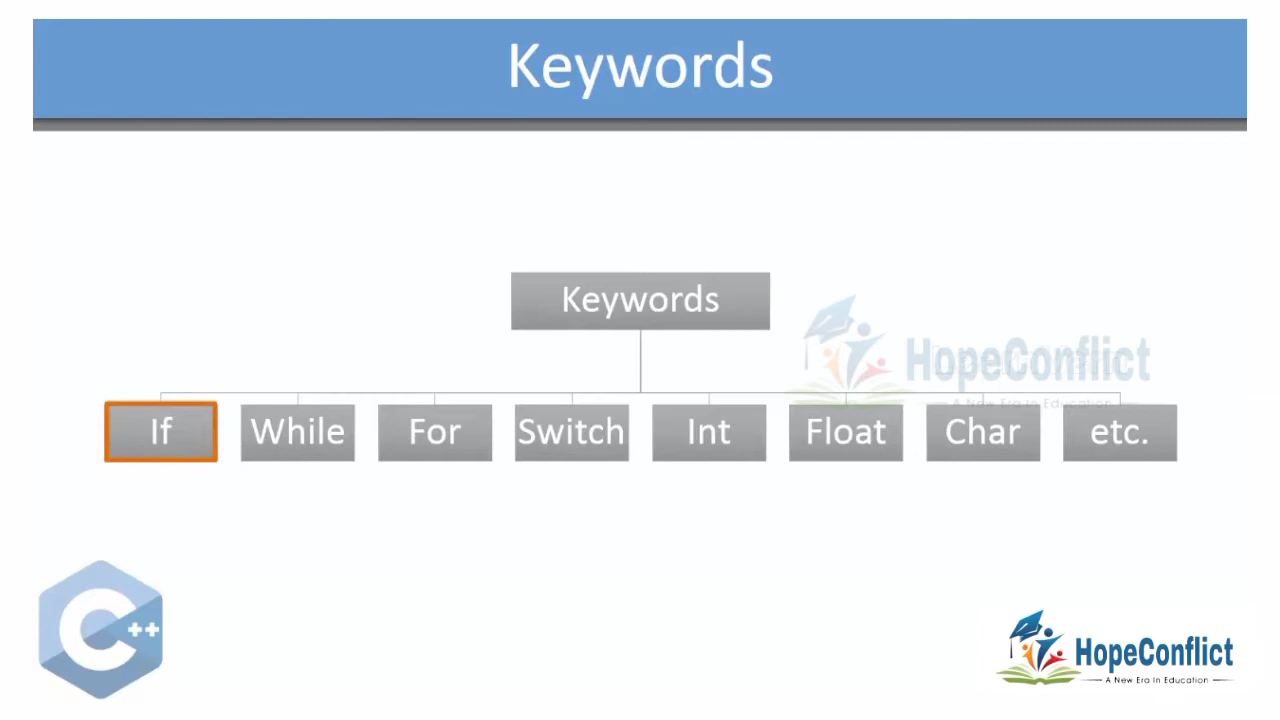 Keywords
Keywords
HopeConflict
A New Era In Education
If While For Switch Int Float Char etc.
C++
HopeConflict
A New Era In Education